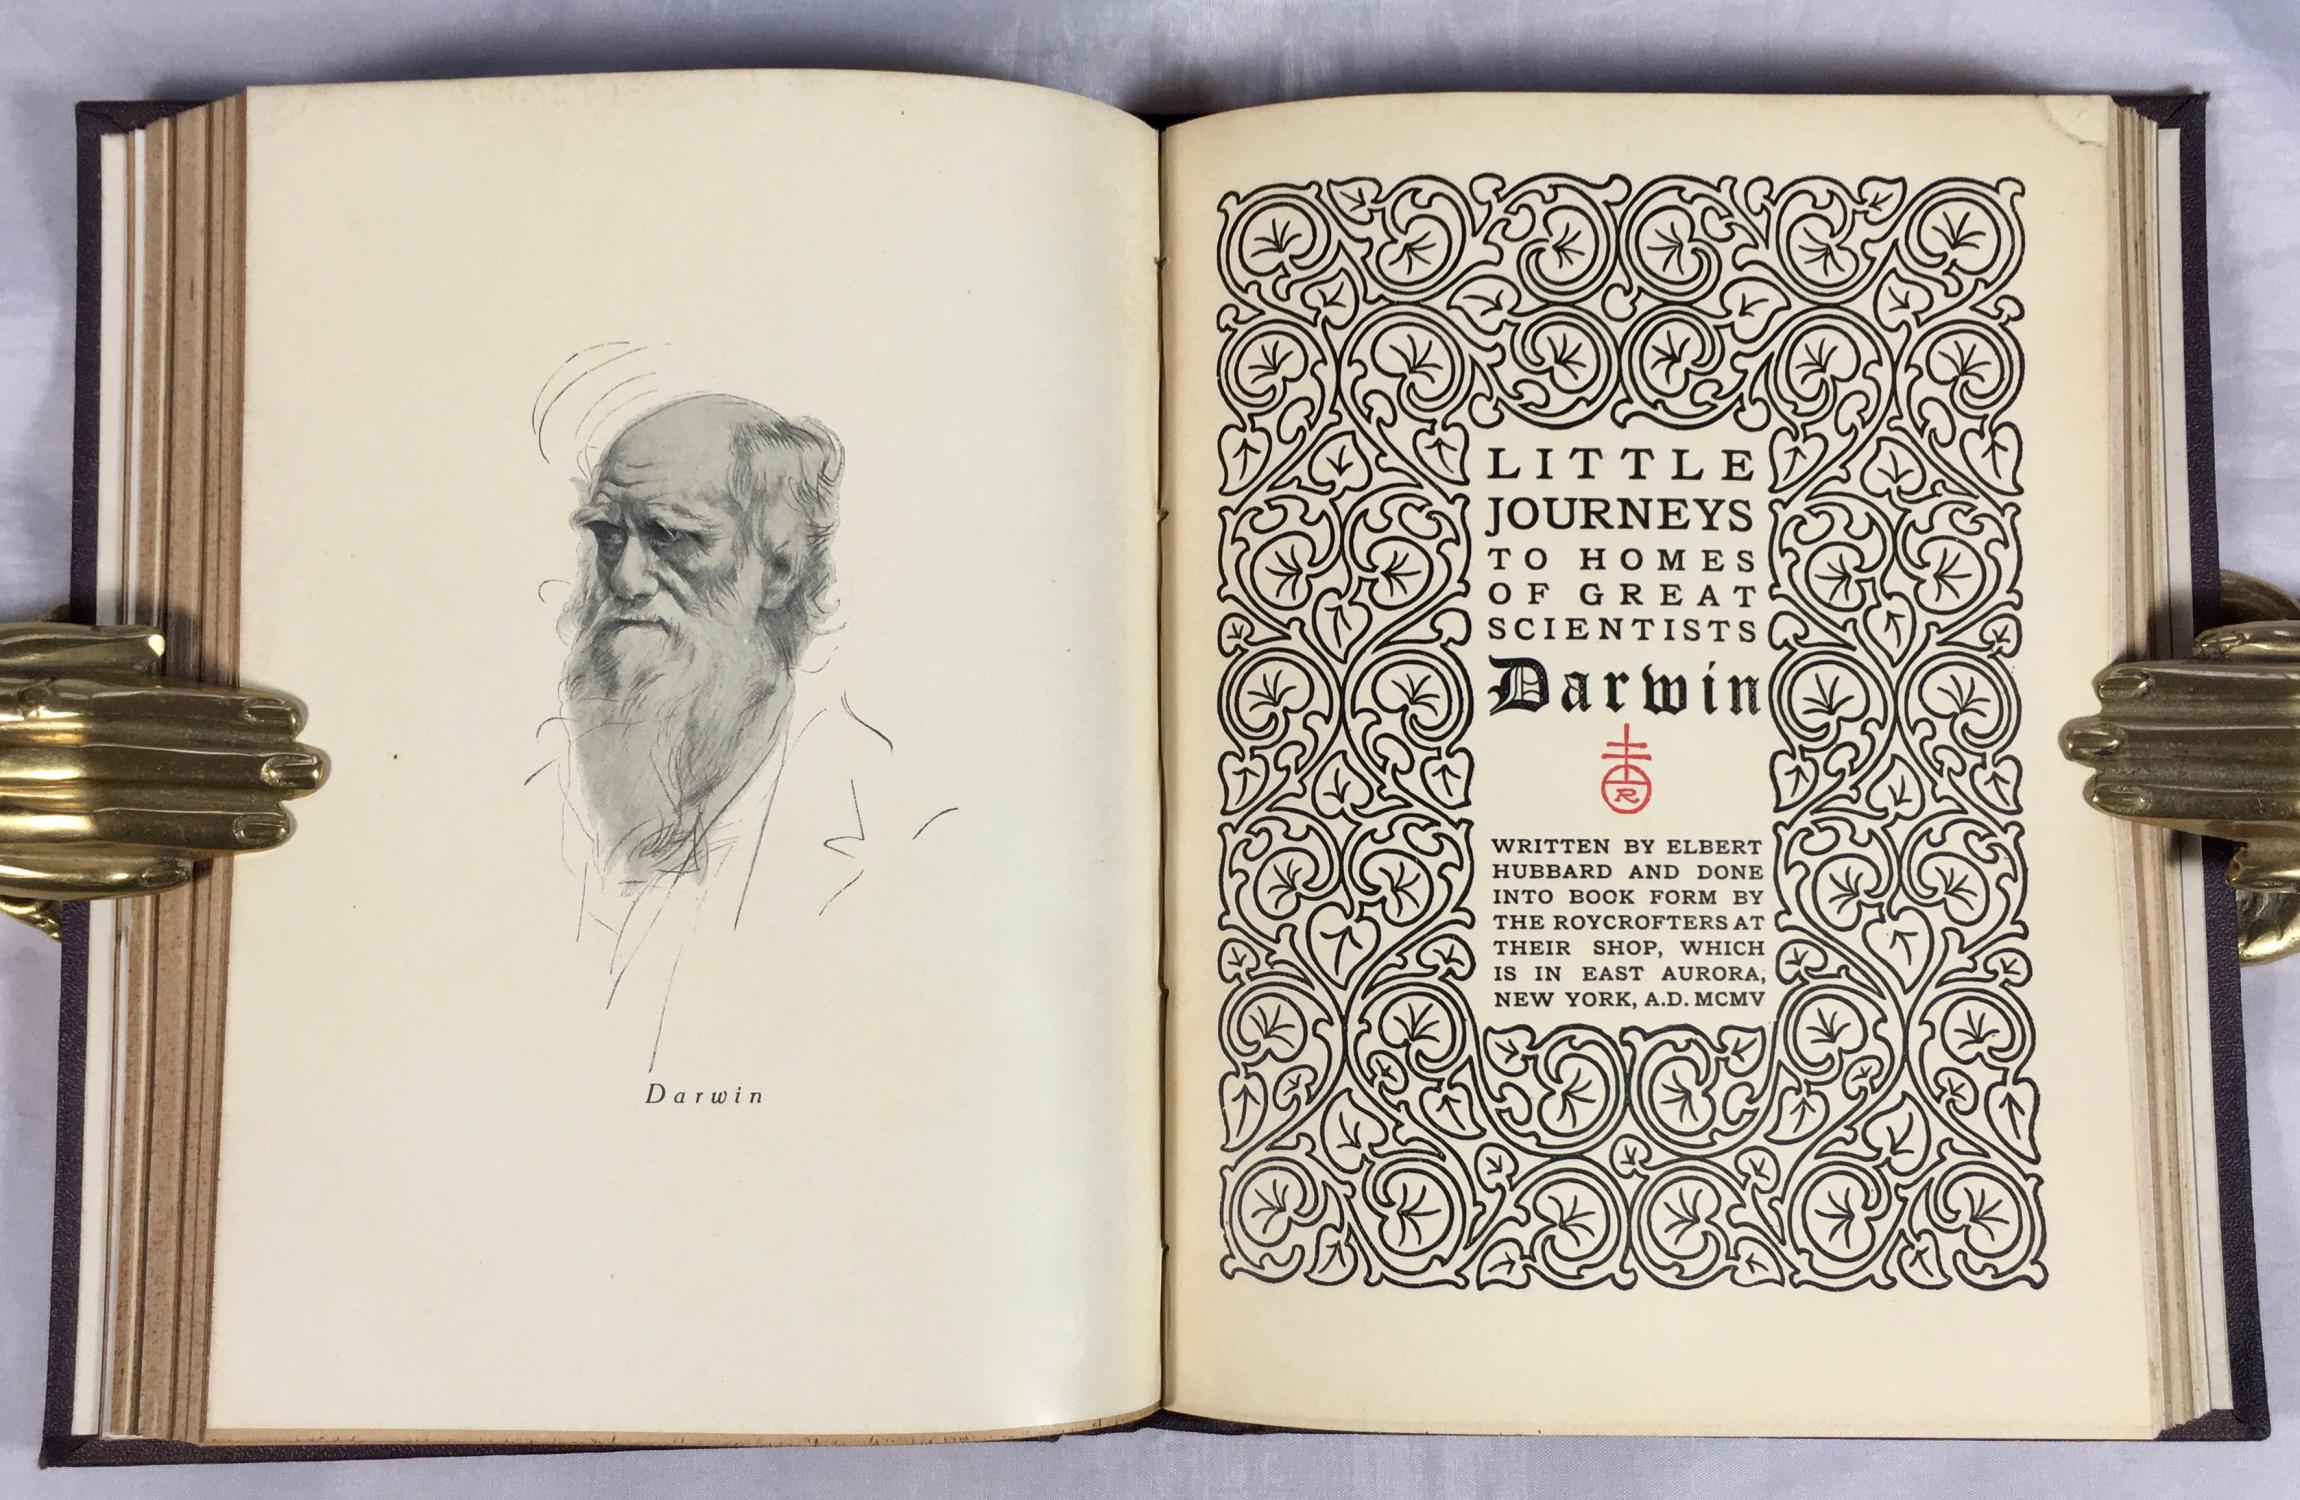 Darwin
LITTLE
JOURNEYS
TO HOMES
OF GREAT
SCIENTISTS
Darwin
R
WRITTEN BY ELBERT
HUBBARD AND DONE
INTO BOOK FORM BY
THE ROYCROFTERS AT
THEIR SHOP, WHICH
IS IN EAST AURORA,
NEW YORK, A.D. MCMV